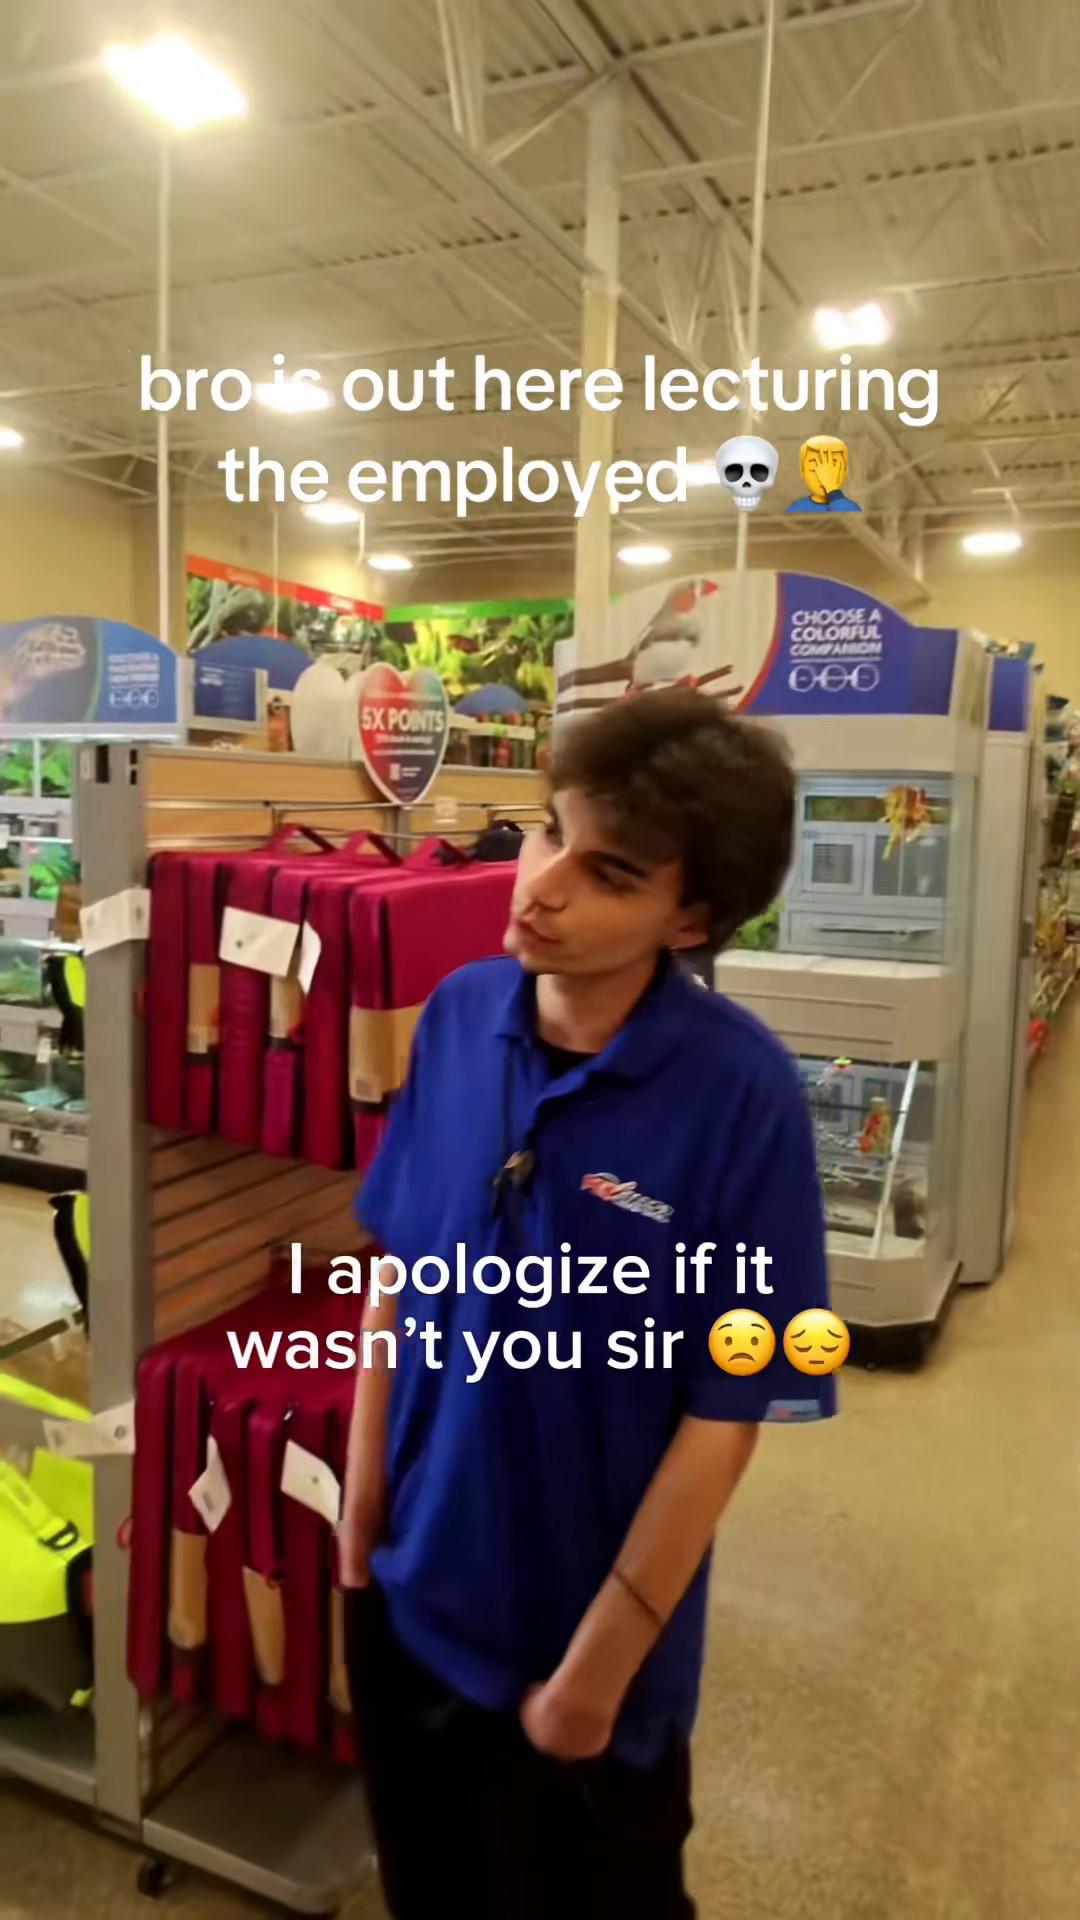 bro is out here lecturing
the employed 💀🤦‍♂️
CHOOSE A
COLORFUL
COMPANION
5X POINTS
I apologize if it
wasn’t you sir 😟😔